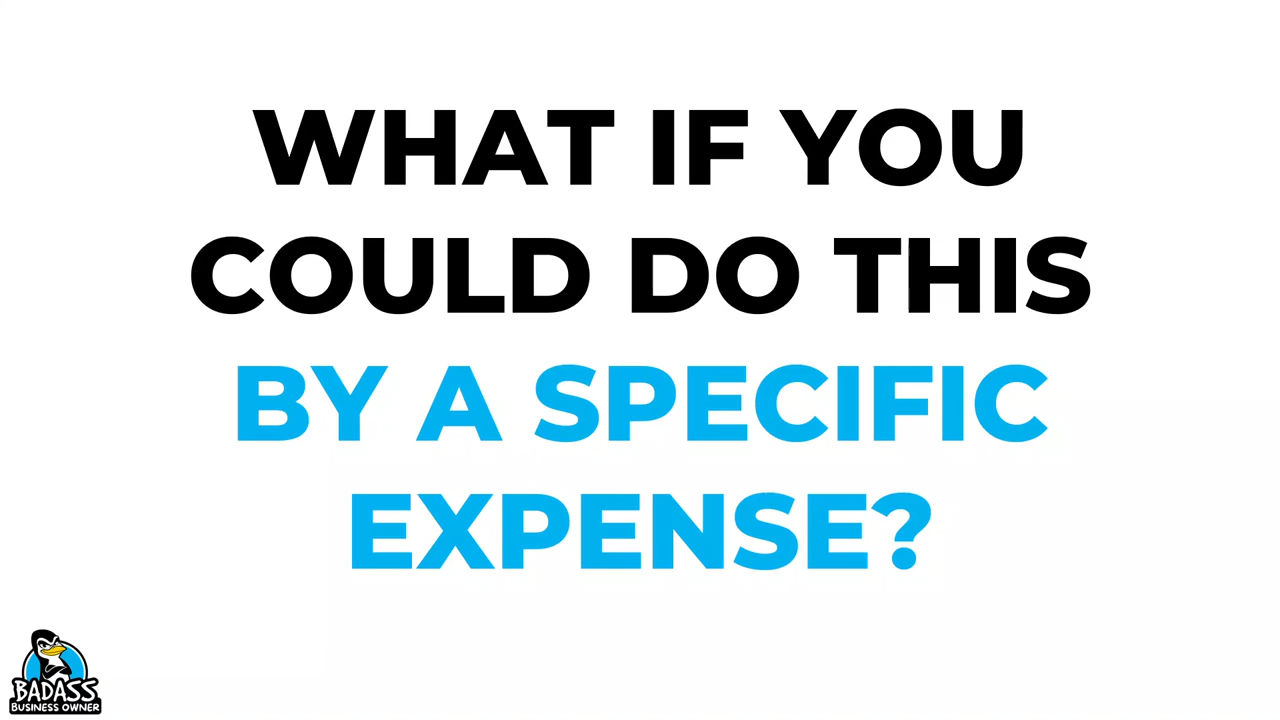 WHAT IF YOU
COULD DO THIS
BY A SPECIFIC
EXPENSE?
BADASS
BUSINESS OWNER